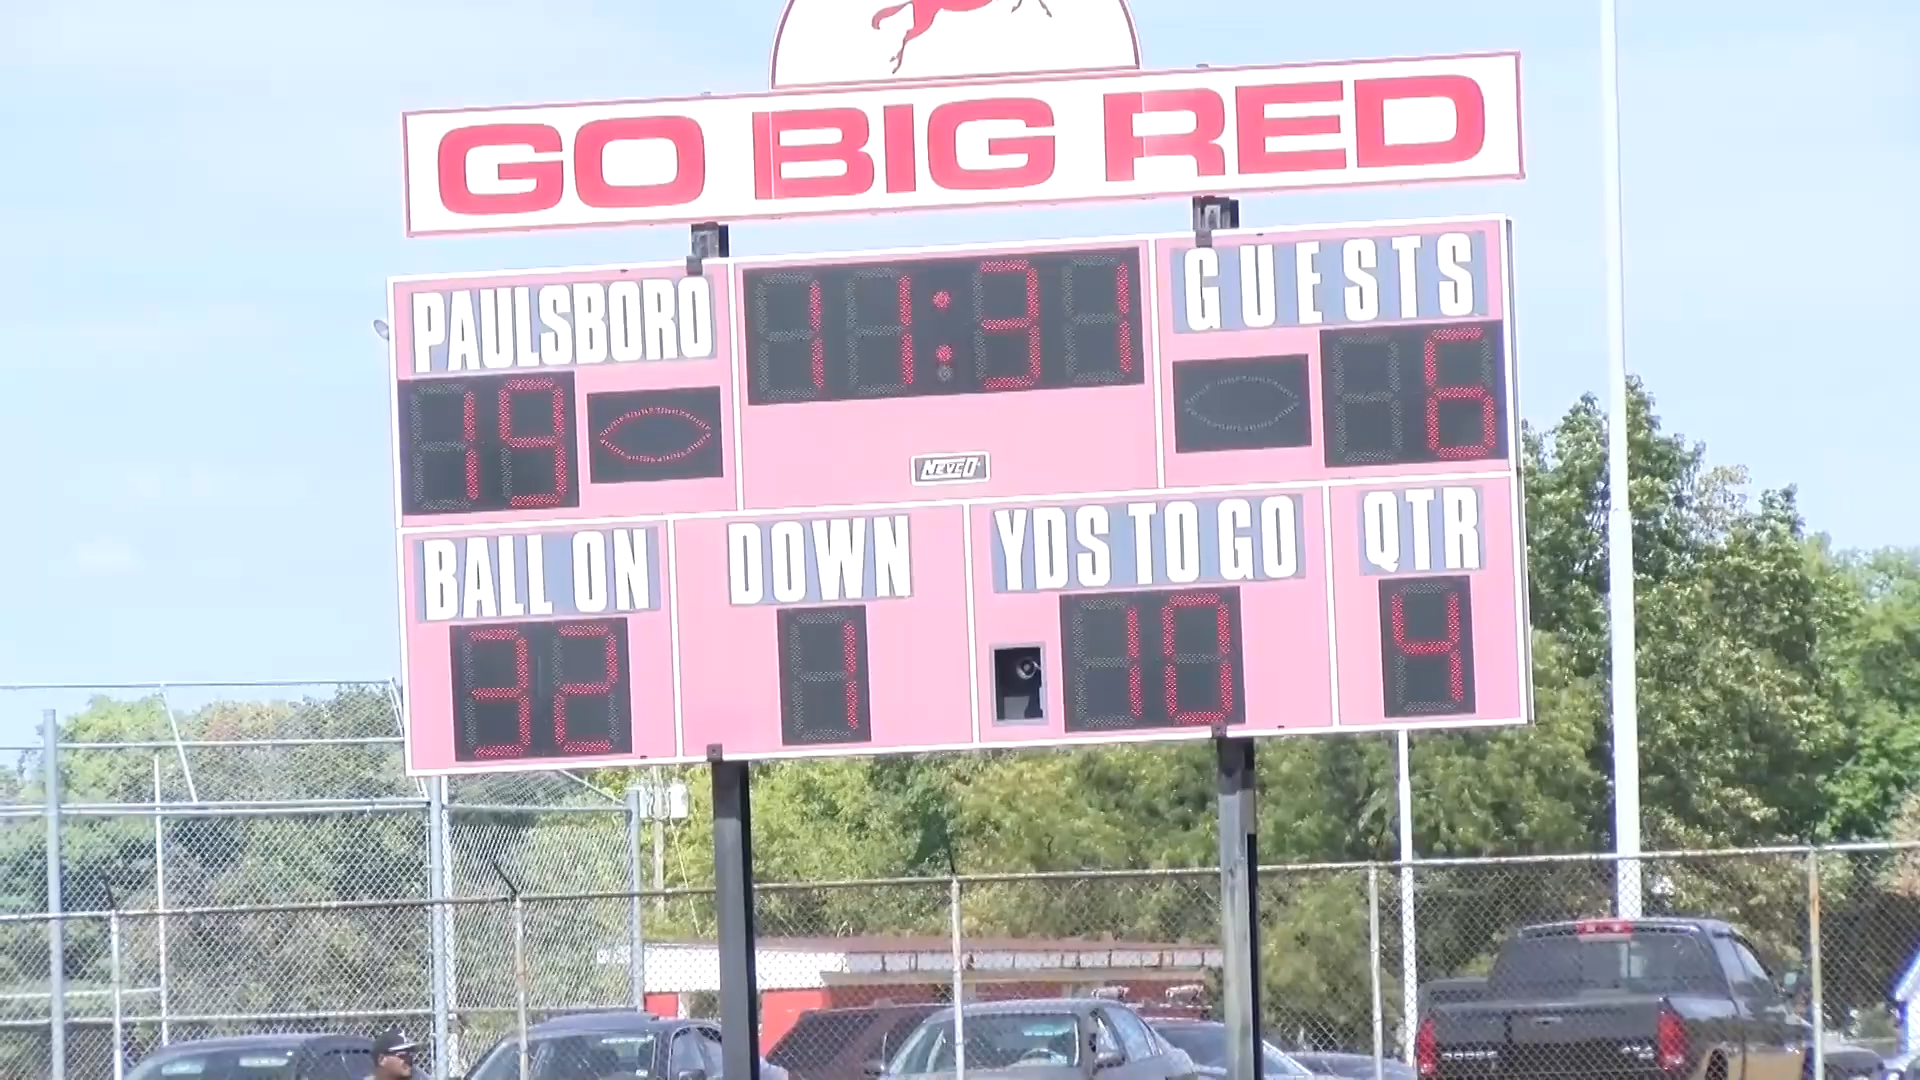 GO BIG RED
PAULSBORO
11:31
GUESTS
19
6
NEVCO
BALL ON
DOWN
YDS TO GO
QTR
32
1
10
4
DODGE